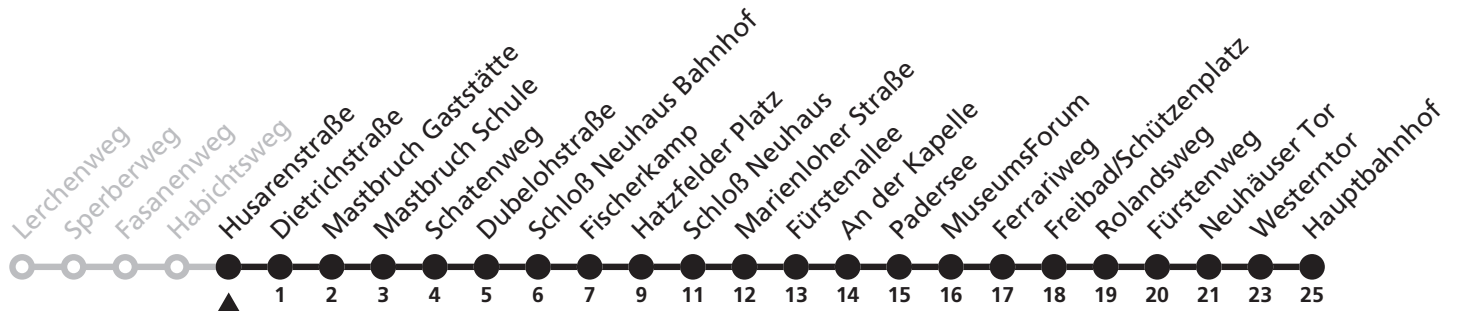 Lerchenweg
Sperberweg
Fasanenweg
Habichtsweg
Husarenstraße
Dietrichstraße
Mastbruch Gaststätte
Mastbruch Schule
Schatenweg
Dubelohstraße
Schloß Neuhaus Bahnhof
Fischerkamp
Hatzfelder Platz
Schloß Neuhaus
Marienloher Straße
Fürstenallee
An der Kapelle
Padersee
MuseumsForum
Ferrariweg
Freibad/Schützenplatz
Rolandsweg
Fürstenweg
Neuhäuser Tor
Westerntor
Hauptbahnhof
1 2 3 4 5 6 7 9 11 12 13 14 15 16 17 18 19 20 21 23 25